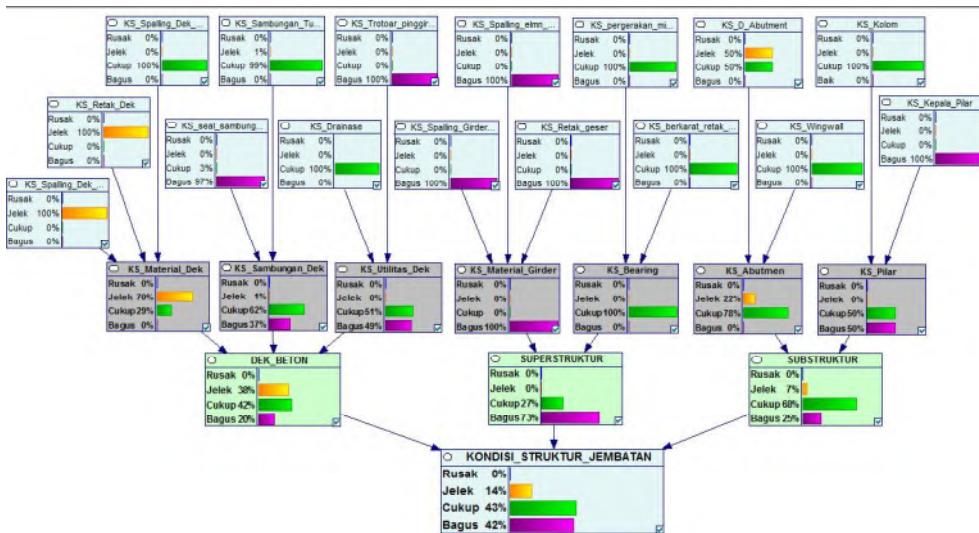 KS_Spalling_Dek_...
Rusak 0%
Jelek 0%
Cukup 100%
Bagus 0%
KS_Sambungan_Tu...
Rusak 0%
Jelek 1%
Cukup 99%
Bagus 0%
KS_Trotoar_pinggir...
Rusak 0%
Jelek 0%
Cukup 0%
Bagus 100%
KS_Spalling_elmn_...
Rusak 0%
Jelek 0%
Cukup 0%
Bagus 100%
KS_pergerakan_mi...
Rusak 0%
Jelek 0%
Cukup 100%
Bagus 0%
KS_D_Abutment
Rusak 0%
Jelek 50%
Cukup 50%
Bagus 0%
KS_Kolom
Rusak 0%
Jelek 0%
Cukup 100%
Baik 0%
KS_Retak_Dek
Rusak 0%
Jelek 100%
Cukup 0%
Bagus 0%
KS_seal_sambung...
Rusak 0%
Jelek 0%
Cukup 3%
Bagus 97%
KS_Drainase
Rusak 0%
Jelek 0%
Cukup 100%
Bagus 0%
KS_Spalling_Girder...
Rusak 0%
Jelek 0%
Cukup 0%
Bagus 100%
KS_Retak_geser
Rusak 0%
Jelek 0%
Cukup 0%
Bagus 100%
KS_berkarat_retak_...
Rusak 0%
Jelek 0%
Cukup 100%
Bagus 0%
KS_Wingwall
Rusak 0%
Jelek 0%
Cukup 100%
Bagus 0%
KS_Kepala_Pilar
Rusak 0%
Jelek 0%
Cukup 0%
Bagus 100%
KS_Spalling_Dek_...
Rusak 0%
Jelek 100%
Cukup 0%
Bagus 0%
KS_Material_Dek
Rusak 0%
Jelek 70%
Cukup 29%
Bagus 0%
KS_Sambungan_Dek
Rusak 0%
Jelek 1%
Cukup 62%
Bagus 37%
KS_Utilitas_Dek
Rusak 0%
Jelek 0%
Cukup 51%
Bagus 49%
KS_Material_Girder
Rusak 0%
Jelek 0%
Cukup 0%
Bagus 100%
KS_Bearing
Rusak 0%
Jelek 0%
Cukup 100%
Bagus 0%
KS_Abutmen
Rusak 0%
Jelek 22%
Cukup 78%
Bagus 0%
KS_Pilar
Rusak 0%
Jelek 0%
Cukup 50%
Bagus 50%
DEK_BETON
Rusak 0%
Jelek 38%
Cukup 42%
Bagus 20%
SUPERSTRUKTUR
Rusak 0%
Jelek 0%
Cukup 27%
Bagus 73%
SUBSTRUKTUR
Rusak 0%
Jelek 7%
Cukup 68%
Bagus 25%
KONDISI_STRUKTUR_JEMBATAN
Rusak 0%
Jelek 14%
Cukup 43%
Bagus 42%